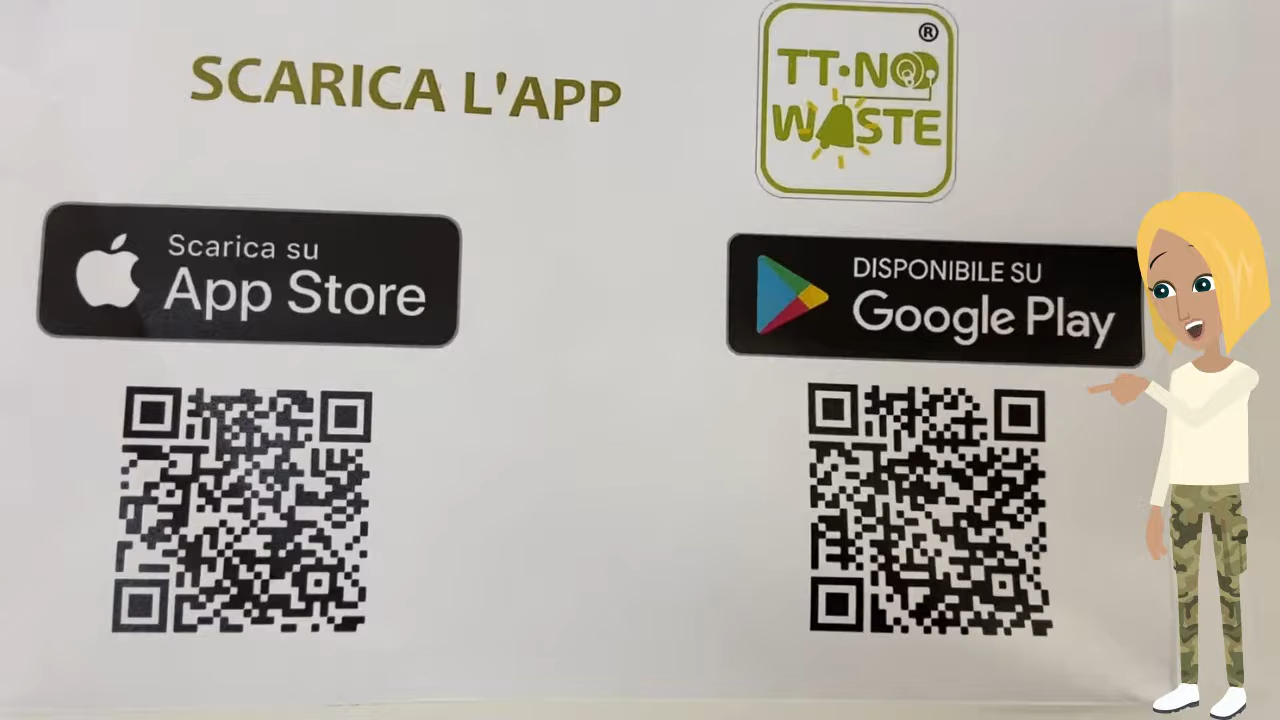 SCARICA L'APP
TT·NO®
WASTE
Scarica su
App Store
DISPONIBILE SU
Google Play